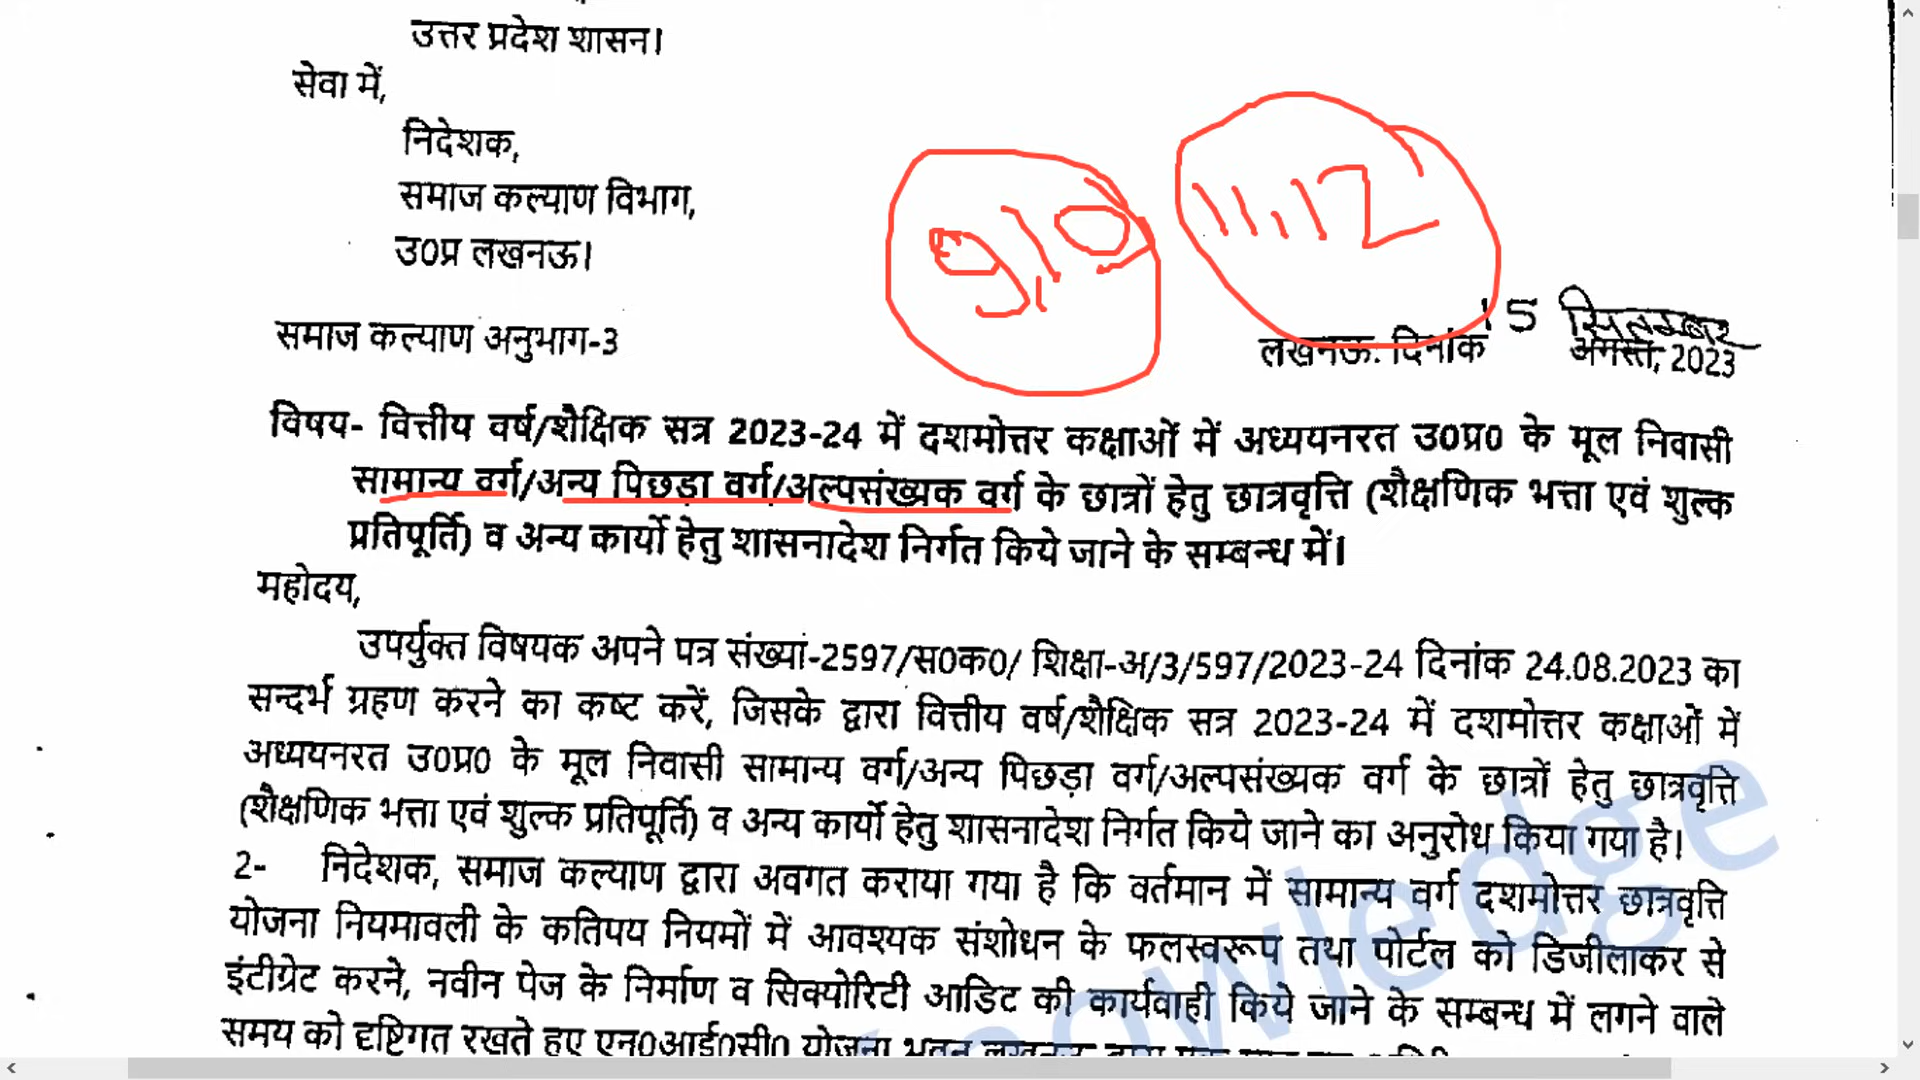 उत्तर प्रदेश शासन।
सेवा में,
निदेशक,
समाज कल्याण विभाग,
उ0प्र लखनऊ।
9,10
11,12
समाज कल्याण अनुभाग-3
15 सितम्बर
लखनऊ: दिनांक अगस्त, 2023
विषय- वित्तीय वर्ष/शैक्षिक सत्र 2023-24 में दशमोत्तर कक्षाओं में अध्ययनरत उ0प्र0 के मूल निवासी
सामान्य वर्ग/अन्य पिछड़ा वर्ग/अल्पसंख्यक वर्ग के छात्रों हेतु छात्रवृत्ति (शैक्षणिक भत्ता एवं शुल्क
प्रतिपूर्ति) व अन्य कार्यो हेतु शासनादेश निर्गत किये जाने के सम्बन्ध में।
महोदय,
उपर्युक्त विषयक अपने पत्र संख्या-2597/स0क0/ शिक्षा-अ/3/597/2023-24 दिनांक 24.08.2023 का
सन्दर्भ ग्रहण करने का कष्ट करें, जिसके द्वारा वित्तीय वर्ष/शैक्षिक सत्र 2023-24 में दशमोत्तर कक्षाओं में
अध्ययनरत उ0प्र0 के मूल निवासी सामान्य वर्ग/अन्य पिछड़ा वर्ग/अल्पसंख्यक वर्ग के छात्रों हेतु छात्रवृत्ति
(शैक्षणिक भत्ता एवं शुल्क प्रतिपूर्ति) व अन्य कार्यो हेतु शासनादेश निर्गत किये जाने का अनुरोध किया गया है।
2- निदेशक, समाज कल्याण द्वारा अवगत कराया गया है कि वर्तमान में सामान्य वर्ग दशमोत्तर छात्रवृत्ति
योजना नियमावली के कतिपय नियमों में आवश्यक संशोधन के फलस्वरूप तथा पोर्टल को डिजीलाकर से
इंटीग्रेट करने, नवीन पेज के निर्माण व सिक्योरिटी आडिट की कार्यवाही किये जाने के सम्बन्ध में लगने वाले
समय को दृष्टिगत रखते हुए एन0आई0सी0 योजना भवन लखनऊ